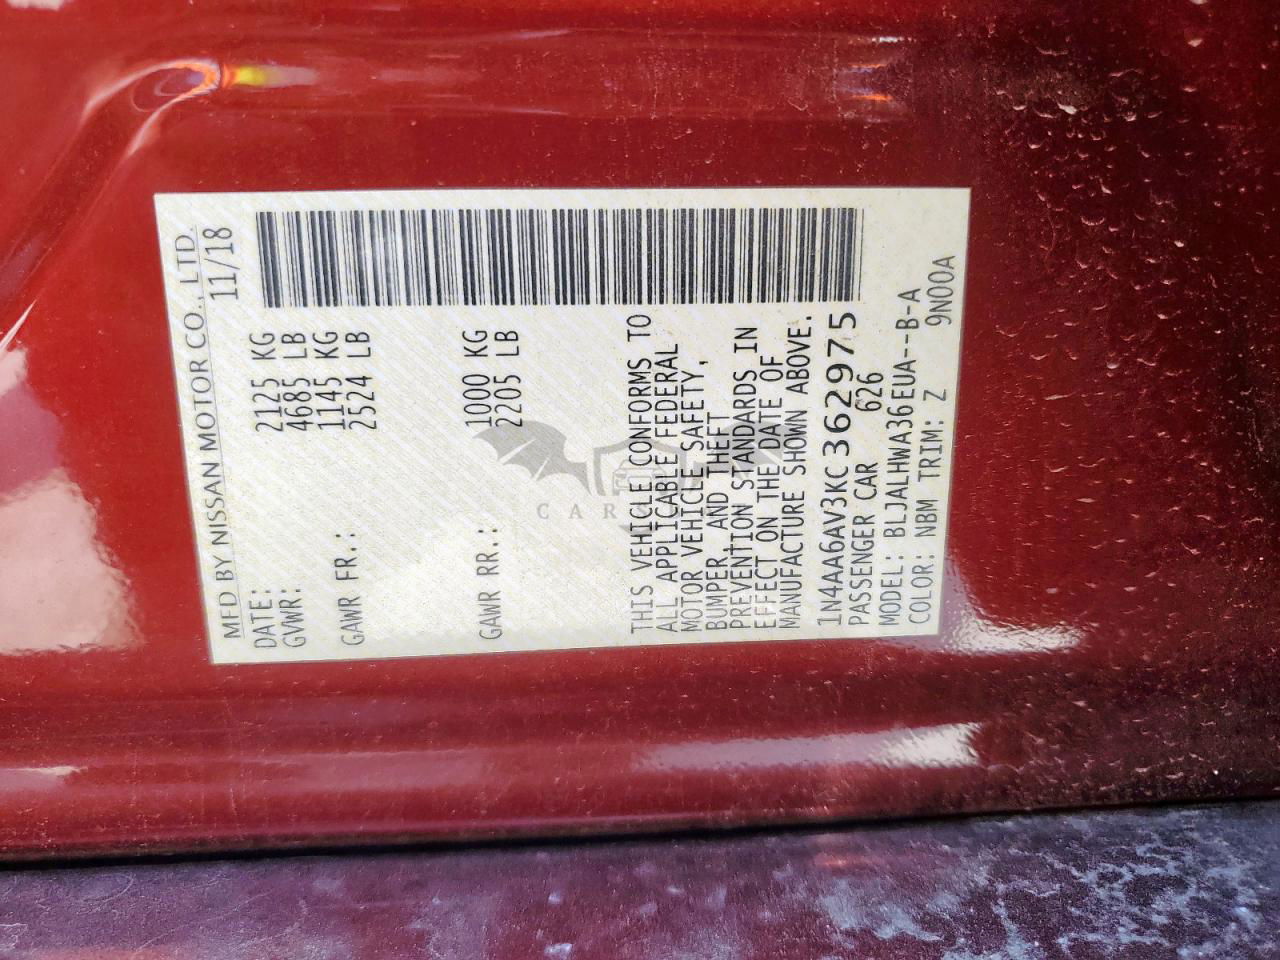 MFD BY NISSAN MOTOR CO., LTD.
DATE: 11/18
GVWR: 2125 KG
4685 LB
GAWR FR.: 1145 KG
2524 LB
GAWR RR.: 1000 KG
2205 LB
THIS VEHICLE CONFORMS TO
ALL APPLICABLE FEDERAL
MOTOR VEHICLE SAFETY,
BUMPER, AND THEFT
PREVENTION STANDARDS IN
EFFECT ON THE DATE OF
MANUFACTURE SHOWN ABOVE.
1N4AA6AV3KC362975
PASSENGER CAR 626
MODEL: BLJALHWA36EUA--B-A
COLOR: NBM TRIM: Z 9N00A